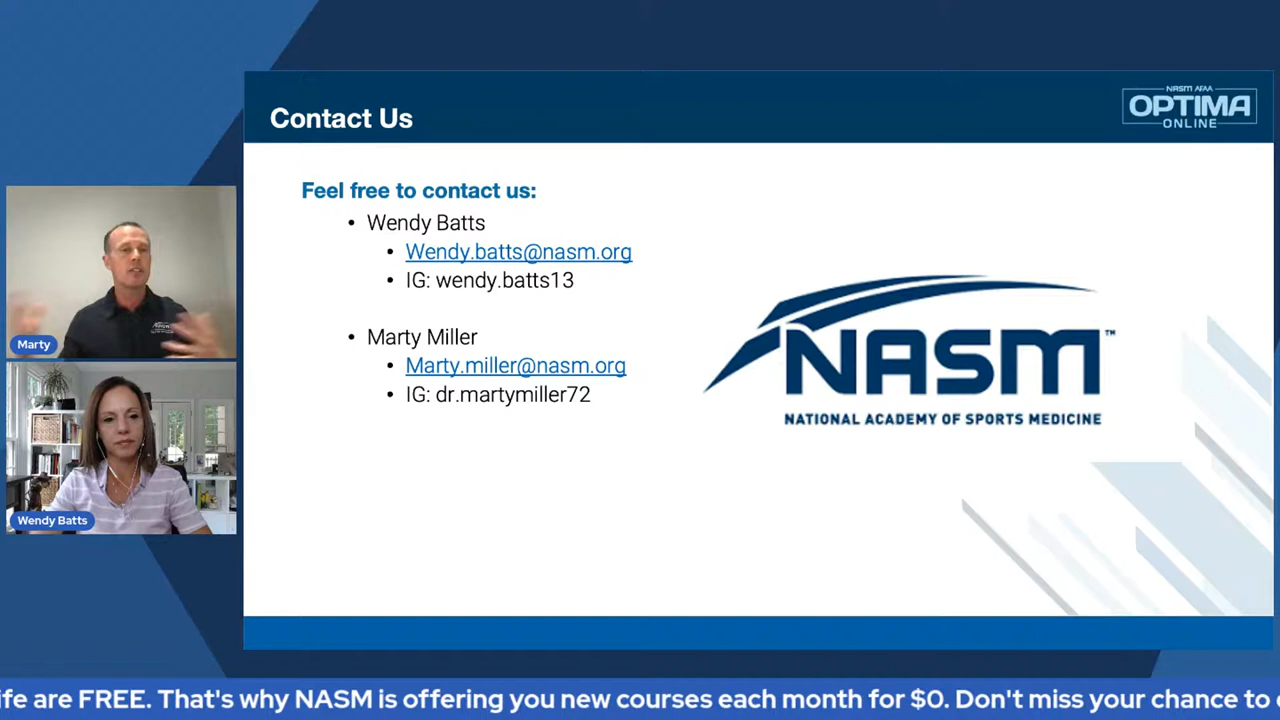 Contact Us
NASM AFAA
OPTIMA
ONLINE
Feel free to contact us:
• Wendy Batts
• Wendy.batts@nasm.org
• IG: wendy.batts13
• Marty Miller
• Marty.miller@nasm.org
• IG: dr.martymiller72
NASM™
NATIONAL ACADEMY OF SPORTS MEDICINE
Marty
Wendy Batts
ife are FREE. That's why NASM is offering you new courses each month for $0. Don't miss your chance to